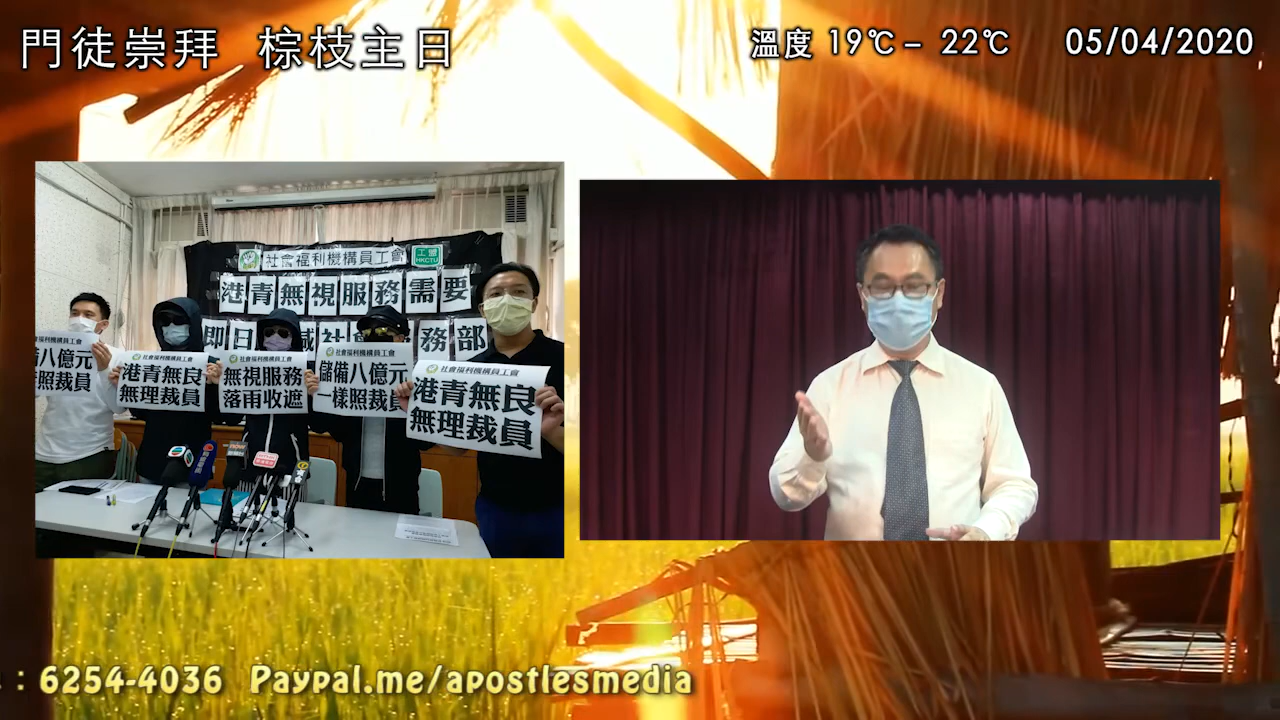 門徒崇拜 棕枝主日
溫度 19℃ – 22℃
05/04/2020
社會福利機構員工會
工盟
HKCTU
港青無視服務需要
即日
社
務部
八億元
照裁員
社會福利機構員工會
港青無良
無理裁員
社會福利機構員工會
無視服務
落雨收遮
社會福利機構員工會
儲備八億元
一樣照裁員
社會福利機構員工會
港青無良
無理裁員
now
: 6254-4036 Paypal.me/apostlesmedia